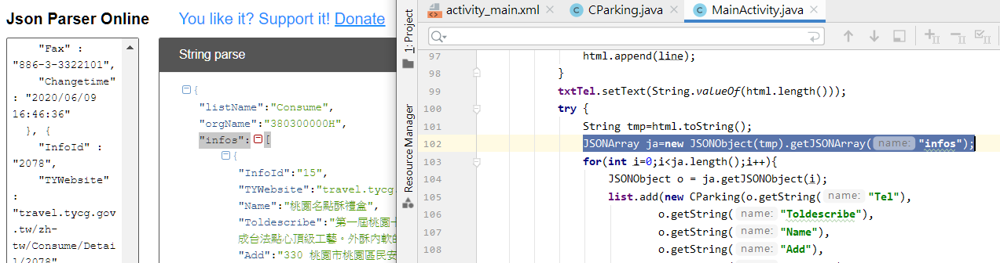 Json Parser Online
You like it? Support it! Donate
"Fax" :
"886-3-3322101",
"Changetime"
: "2020/06/09
16:46:36"
}, {
"InfoId" :
"2078",
"TYWebsite"
:
"travel.tycg.gov
.tw/zh-
tw/Consume/Detai
l/2078"
String parse
{
"listName":"Consume",
"orgName":"380300000H",
"infos": [
{
"InfoId":"15",
"TYWebsite":"travel.tycg.
"Name":"桃園名點酥禮盒",
"Toldescribe":"第一屆桃園十
成台法點心頂級工藝。外酥內軟的
"Add":"330 桃園市桃園區民安
1: Project
Resource Manager
activity_main.xml
CParking.java
MainActivity.java
97 html.append(line);
98 }
99 txtTel.setText(String.valueOf(html.length()));
100 try {
101 String tmp=html.toString();
102 JSONArray ja=new JSONObject(tmp).getJSONArray( name: "infos");
103 for(int i=0;i<ja.length();i++){
104 JSONObject o = ja.getJSONObject(i);
105 list.add(new CParking(o.getString( name: "Tel"),
106 o.getString( name: "Toldescribe"),
107 o.getString( name: "Name"),
108 o.getString( name: "Add"),